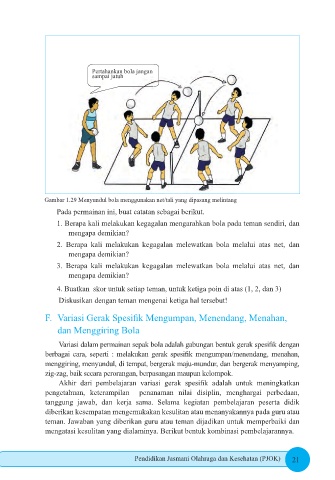 Pertahankan bola jangan
sampai jatuh
Gambar 1.29 Menyundul bola menggunakan net/tali yang dipasang melintang
Pada permainan ini, buat catatan sebagai berikut.
1. Berapa kali melakukan kegagalan mengarahkan bola pada teman sendiri, dan
mengapa demikian?
2. Berapa kali melakukan kegagalan melewatkan bola melalui atas net, dan
mengapa demikian?
3. Berapa kali melakukan kegagalan melewatkan bola melalui atas net, dan
mengapa demikian?
4. Buatkan skor untuk setiap teman, untuk ketiga poin di atas (1, 2, dan 3)
Diskusikan dengan teman mengenai ketiga hal tersebut!
F. Variasi Gerak Spesifik Mengumpan, Menendang, Menahan,
dan Menggiring Bola
Variasi dalam permainan sepak bola adalah gabungan bentuk gerak spesifik dengan
berbagai cara, seperti : melakukan gerak spesifik mengumpan/menendang, menahan,
menggiring, menyundul, di tempat, bergerak maju-mundur, dan bergerak menyamping,
zig-zag, baik secara perorangan, berpasangan maupun kelompok.
Akhir dari pembelajaran variasi gerak spesifik adalah untuk meningkatkan
pengetahuan, keterampilan penanaman nilai disiplin, menghargai perbedaan,
tanggung jawab, dan kerja sama. Selama kegiatan pembelajaran peserta didik
diberikan kesempatan mengemukakan kesulitan atau menanyakannya pada guru atau
teman. Jawaban yang diberikan guru atau teman dijadikan untuk memperbaiki dan
mengatasi kesulitan yang dialaminya. Berikut bentuk kombinasi pembelajarannya.
Pendidikan Jasmani Olahraga dan Kesehatan (PJOK) 21